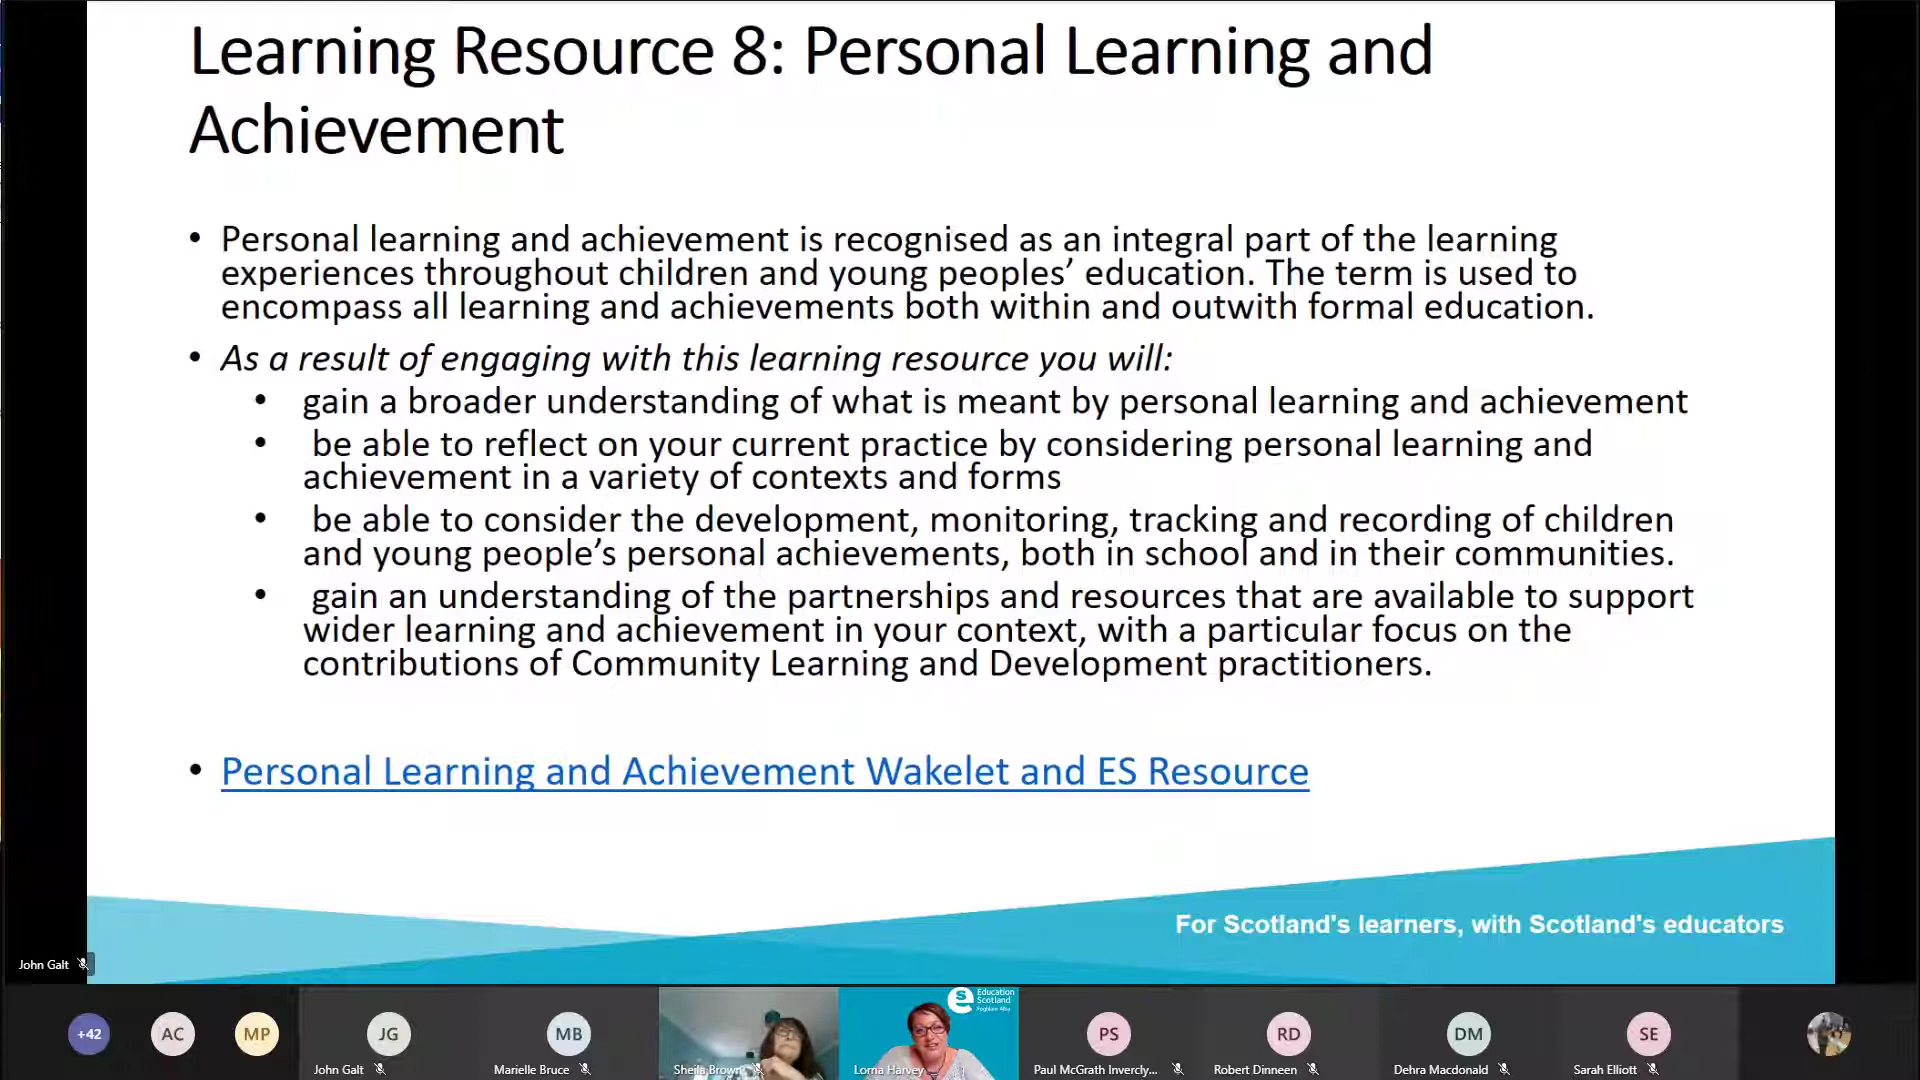 Learning Resource 8: Personal Learning and
Achievement
• Personal learning and achievement is recognised as an integral part of the learning
experiences throughout children and young peoples’ education. The term is used to
encompass all learning and achievements both within and outwith formal education.
• As a result of engaging with this learning resource you will:
• gain a broader understanding of what is meant by personal learning and achievement
• be able to reflect on your current practice by considering personal learning and
achievement in a variety of contexts and forms
• be able to consider the development, monitoring, tracking and recording of children
and young people’s personal achievements, both in school and in their communities.
• gain an understanding of the partnerships and resources that are available to support
wider learning and achievement in your context, with a particular focus on the
contributions of Community Learning and Development practitioners.
• Personal Learning and Achievement Wakelet and ES Resource
For Scotland's learners, with Scotland's educators
John Galt
+42
AC
MP
JG
John Galt
MB
Marielle Bruce
Sheila Brown
Education
Scotland
Foghlam Alba
Lorna Harvey
PS
Paul McGrath Invercly...
RD
Robert Dinneen
DM
Dehra Macdonald
SE
Sarah Elliott